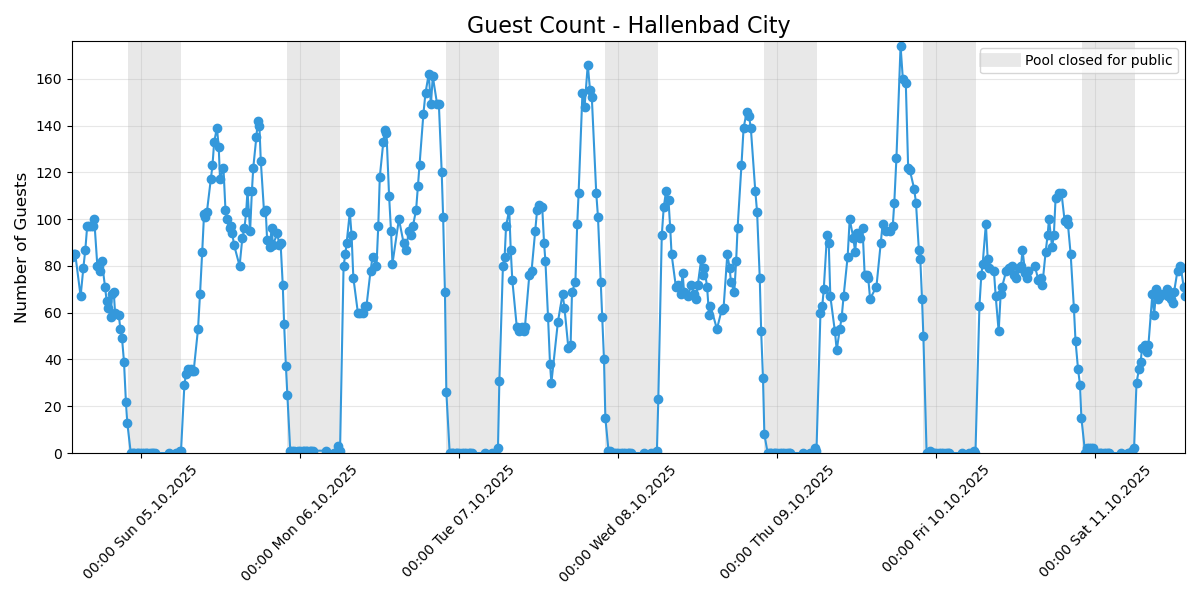 Guest Count - Hallenbad City
Pool closed for public
Number of Guests
160
140
120
100
80
60
40
20
0
00:00 Sun 05.10.2025
00:00 Mon 06.10.2025
00:00 Tue 07.10.2025
00:00 Wed 08.10.2025
00:00 Thu 09.10.2025
00:00 Fri 10.10.2025
00:00 Sat 11.10.2025